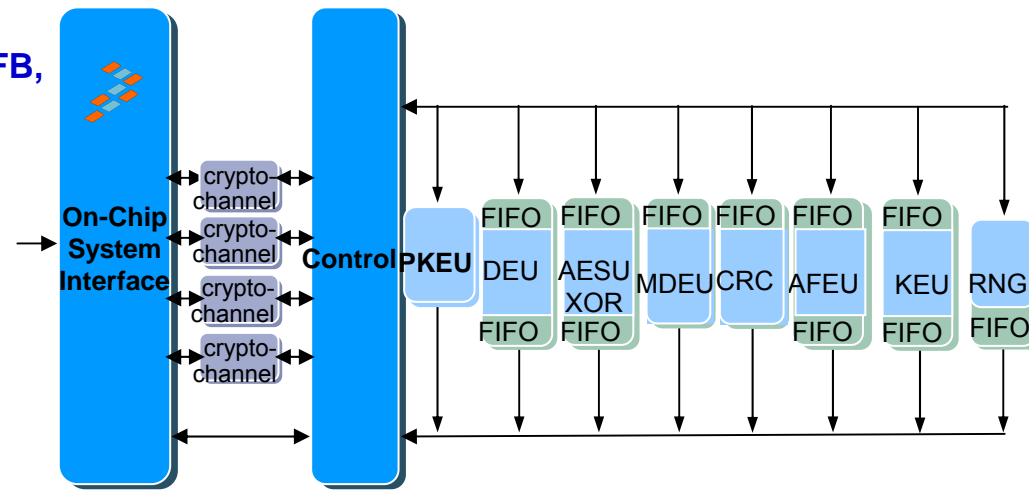 FB,
On-Chip
System
Interface
crypto-
channel
crypto-
channel
crypto-
channel
crypto-
channel
Control
PKEU
FIFO
DEU
FIFO
FIFO
AESU
XOR
FIFO
FIFO
MDEU
FIFO
CRC
FIFO
AFEU
FIFO
FIFO
KEU
FIFO
RNG
FIFO